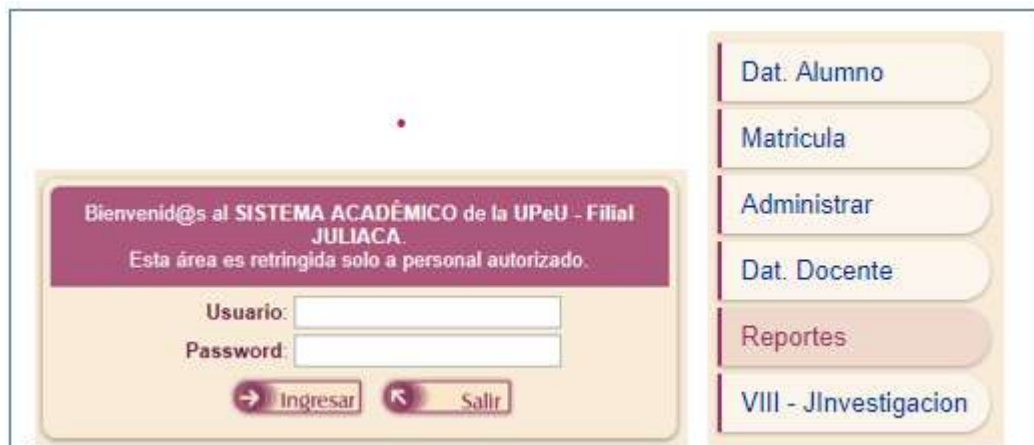 Bienvenid@s al SISTEMA ACADÉMICO de la UPeU - Filial
JULIACA.
Esta área es retringida solo a personal autorizado.
Usuario:
Password:
Ingresar
Salir
Dat. Alumno
Matricula
Administrar
Dat. Docente
Reportes
VIII - JInvestigacion